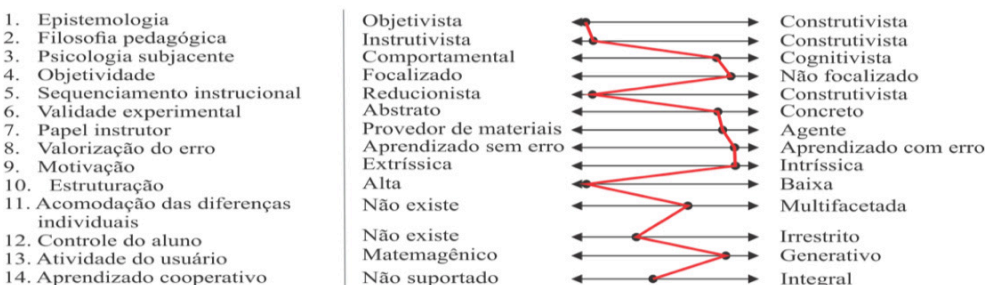 1. Epistemologia Objetivista Construtivista
2. Filosofia pedagógica Instrutivista Construtivista
3. Psicologia subjacente Comportamental Cognitivista
4. Objetividade Focalizado Não focalizado
5. Sequenciamento instrucional Reducionista Construtivista
6. Validade experimental Abstrato Concreto
7. Papel instrutor Provedor de materiais Agente
8. Valorização do erro Aprendizado sem erro Aprendizado com erro
9. Motivação Extríssica Intríssica
10. Estruturação Alta Baixa
11. Acomodação das diferenças Não existe Multifacetada
individuais
12. Controle do aluno Não existe Irrestrito
13. Atividade do usuário Matemagênico Generativo
14. Aprendizado cooperativo Não suportado Integral